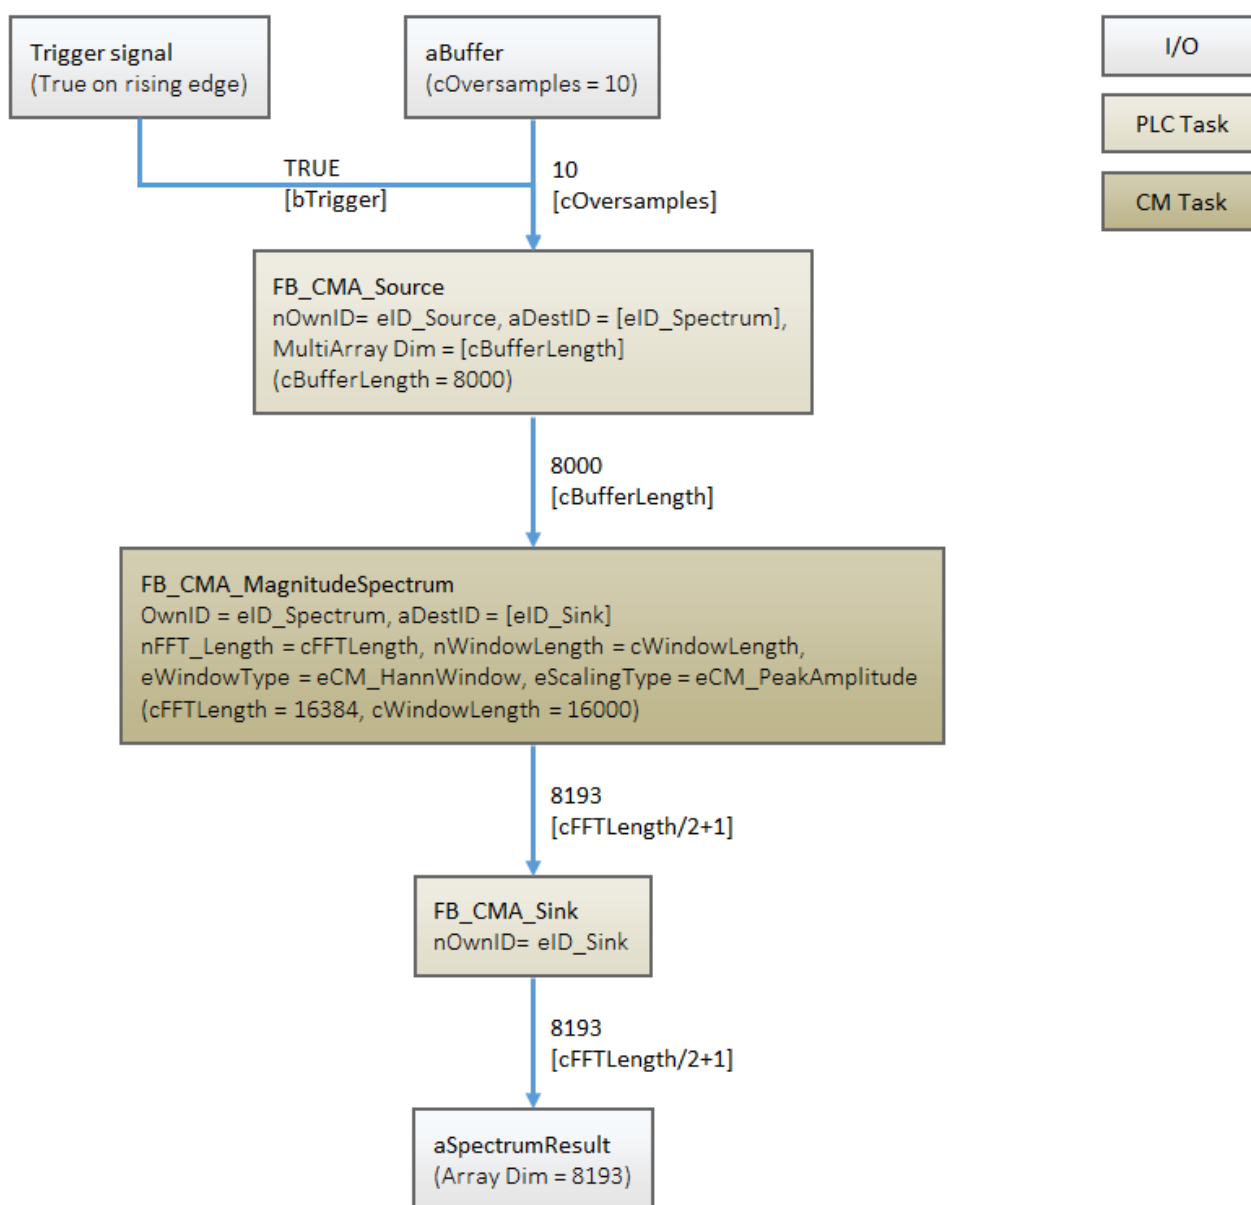 Trigger signal
(True on rising edge)
aBuffer
(cOversamples = 10)
I/O
PLC Task
CM Task
TRUE
[bTrigger]
10
[cOversamples]
FB_CMA_Source
nOwnID= eID_Source, aDestID = [eID_Spectrum],
MultiArray Dim = [cBufferLength]
(cBufferLength = 8000)
8000
[cBufferLength]
FB_CMA_MagnitudeSpectrum
OwnID = eID_Spectrum, aDestID = [eID_Sink]
nFFT_Length = cFFTLength, nWindowLength = cWindowLength,
eWindowType = eCM_HannWindow, eScalingType = eCM_PeakAmplitude
(cFFTLength = 16384, cWindowLength = 16000)
8193
[cFFTLength/2+1]
FB_CMA_Sink
nOwnID= eID_Sink
8193
[cFFTLength/2+1]
aSpectrumResult
(Array Dim = 8193)